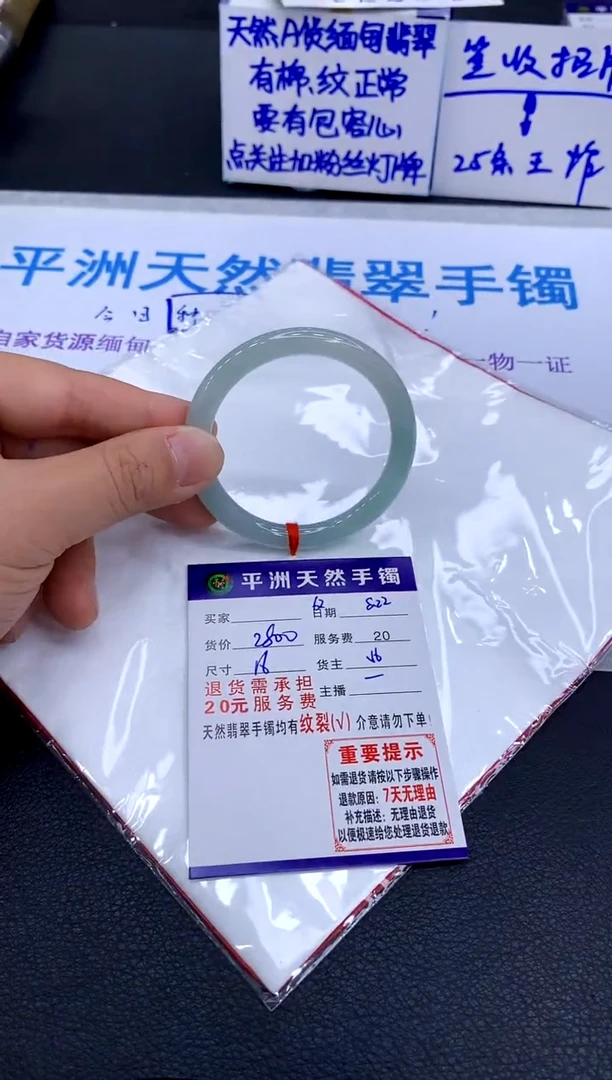 天然A货缅甸翡翠
有棉、纹正常
要有包容心
点关注加粉丝灯牌
25条王炸
平洲天然翡翠手镯
今日
自家货源缅甸
一物一证
平洲天然手镯
买家 日期 8.22
货价 2800 服务费 20
尺寸 货主
退货需承担
20元服务费
主播 一
天然翡翠手镯均有纹裂(√) 介意请勿下单!
重要提示
如需退货请按以下步骤操作
退款原因：7天无理由
补充描述：无理由退货
以便极速给您处理退货退款